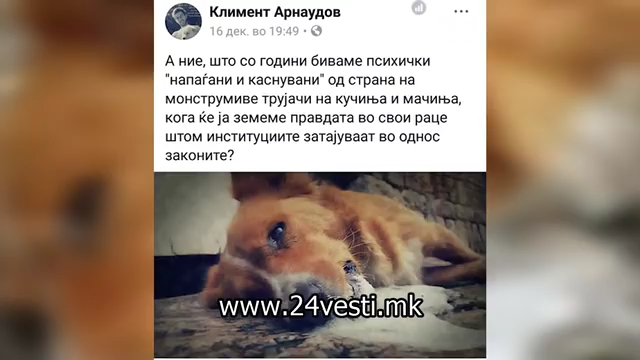 Климент Арнаудов
16 дек. во 19:49 •
А ние, што со години биваме психички
"напаѓани и каснувани" од страна на
монструмиве трујачи на кучиња и мачиња,
кога ќе ја земеме правдата во свои раце
штом институциите затајуваат во однос
законите?
www.24vesti.mk